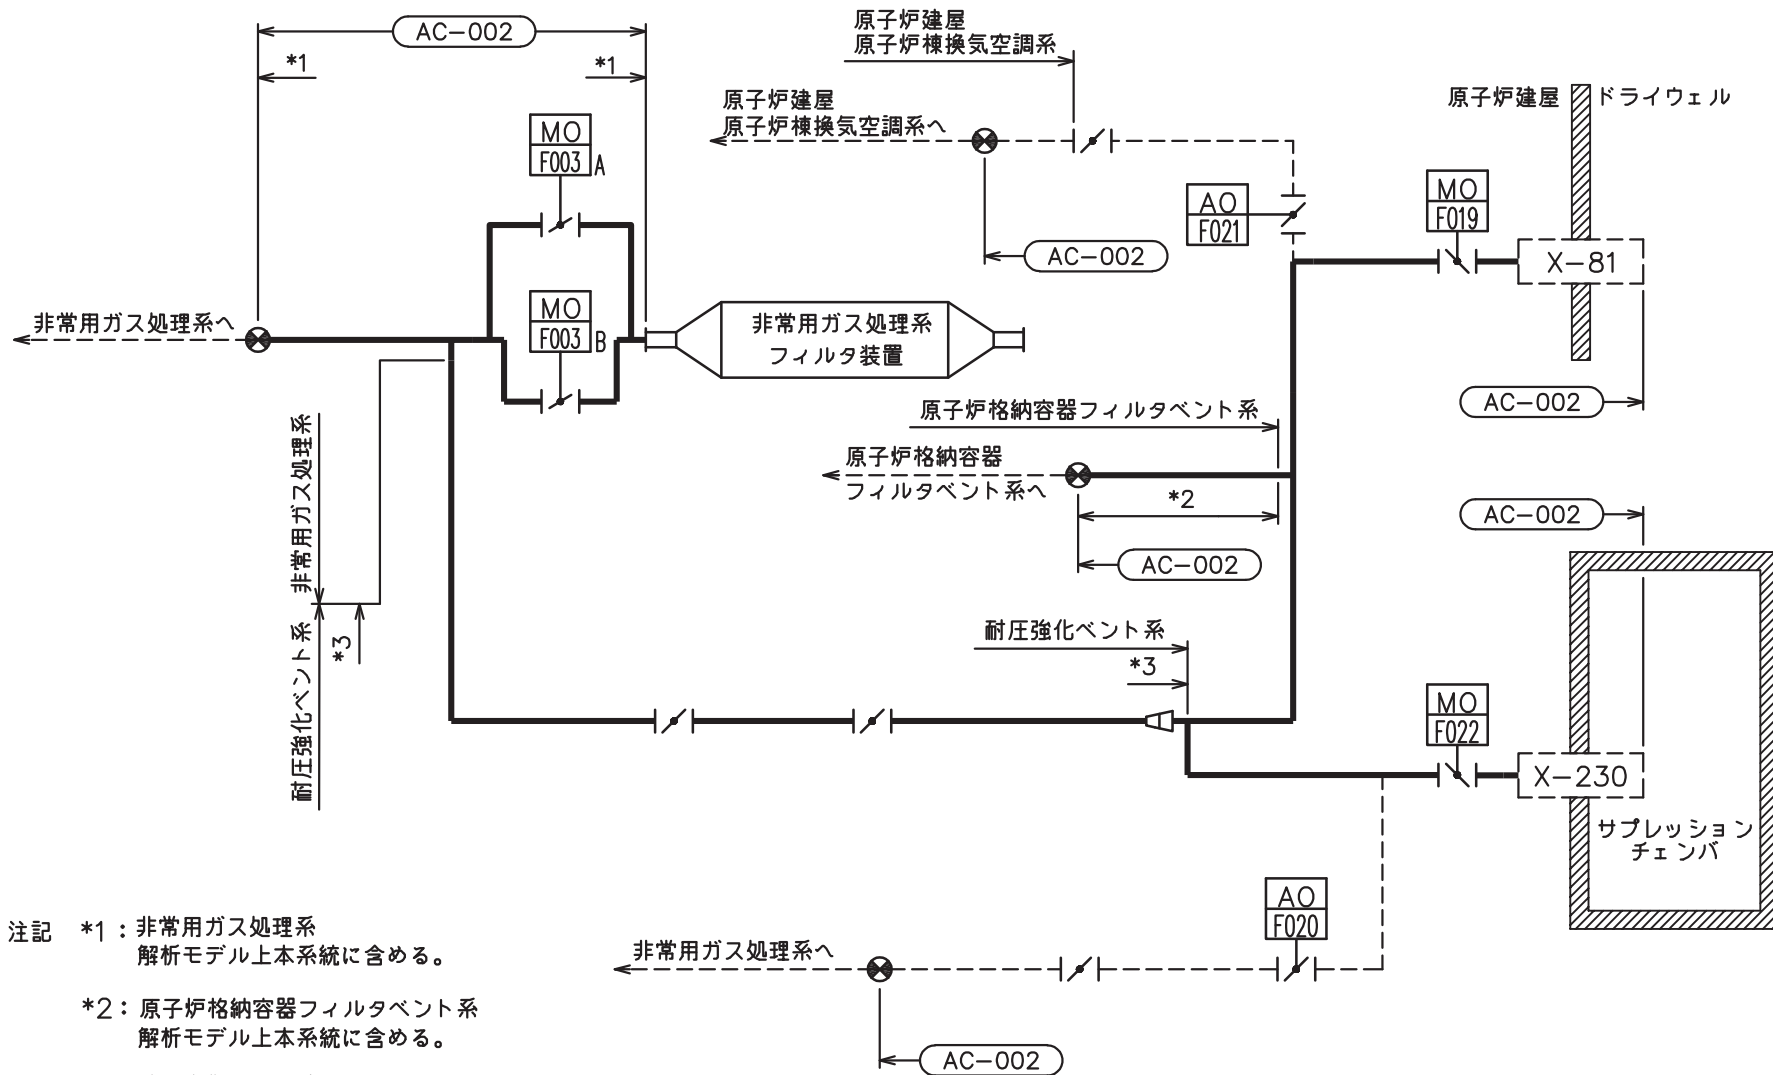 AC-002
*1
*1
原子炉建屋
原子炉棟換気空調系
原子炉建屋
原子炉棟換気空調系へ
原子炉建屋
ドライウェル
MO
F003
A
AO
F021
MO
F019
AC-002
X-81
非常用ガス処理系へ
MO
F003
B
非常用ガス処理系
フィルタ装置
AC-002
原子炉格納容器フィルタベント系
原子炉格納容器
フィルタベント系へ
*2
AC-002
AC-002
非常用ガス処理系
耐圧強化ベント系
*3
耐圧強化ベント系
*3
MO
F022
X-230
サプレッション
チェンバ
AO
F020
非常用ガス処理系へ
AC-002
注記 *1:非常用ガス処理系
解析モデル上本系統に含める。
*2:原子炉格納容器フィルタベント系
解析モデル上本系統に含める。